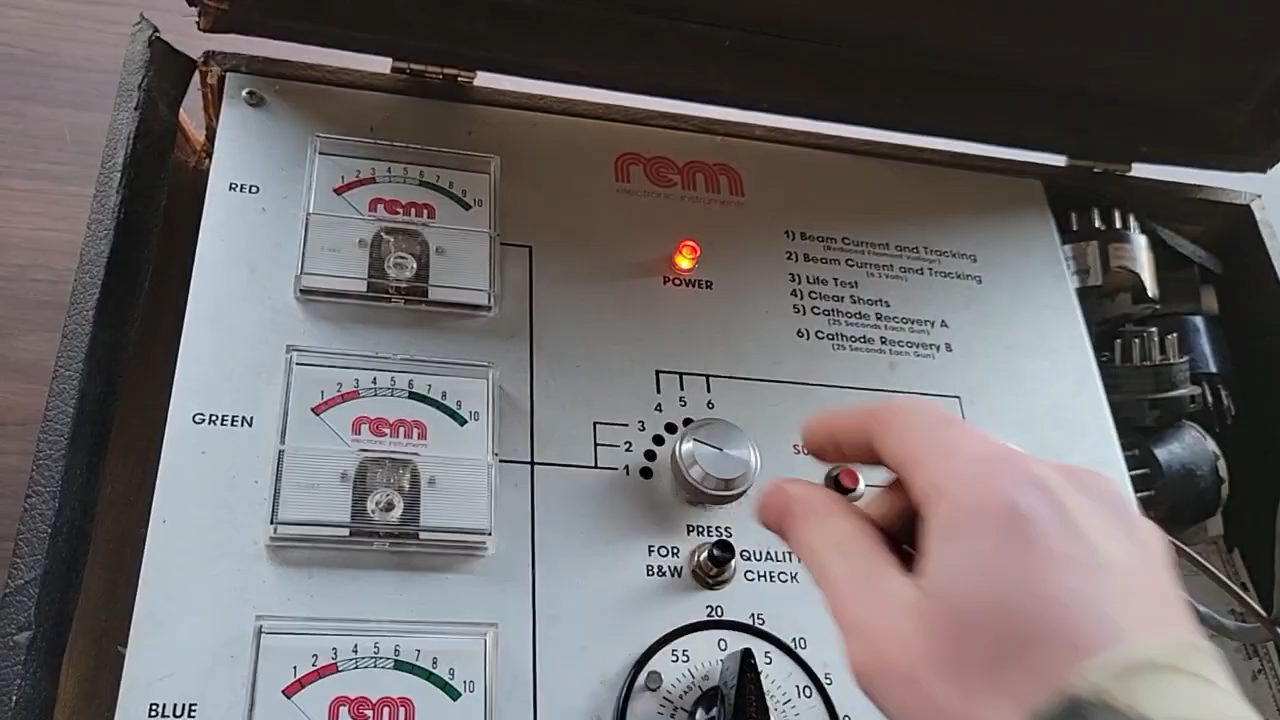 RED
1 2 3 4 5 6 7 8 9 10
rem
rem
electronic instruments
POWER
1) Beam Current and Tracking
(Reduced Filament Voltage)
2) Beam Current and Tracking
(6.3 Volts)
3) Life Test
4) Clear Shorts
5) Cathode Recovery A
(25 Seconds Each Gun)
6) Cathode Recovery B
(25 Seconds Each Gun)
GREEN
1 2 3 4 5 6 7 8 9 10
rem
electronic instruments
4 5 6
3
2
1
PRESS
FOR
B&W
QUALITY
CHECK
BLUE
1 2 3 4 5 6 7 8 9 10
rem
20 15 10 5
55 0 5 10